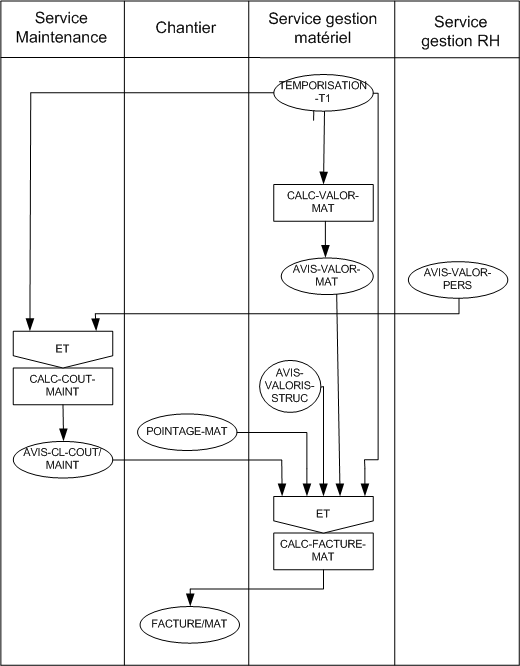 Service
Maintenance
Chantier
Service gestion
matériel
Service
gestion RH
TEMPORISATION
-T1
CALC-VALOR-
MAT
AVIS-VALOR-
MAT
AVIS-VALOR-
PERS
ET
CALC-COUT-
MAINT
AVIS-
VALORIS-
STRUC
POINTAGE-MAT
AVIS-CL-COUT/
MAINT
ET
CALC-FACTURE-
MAT
FACTURE/MAT